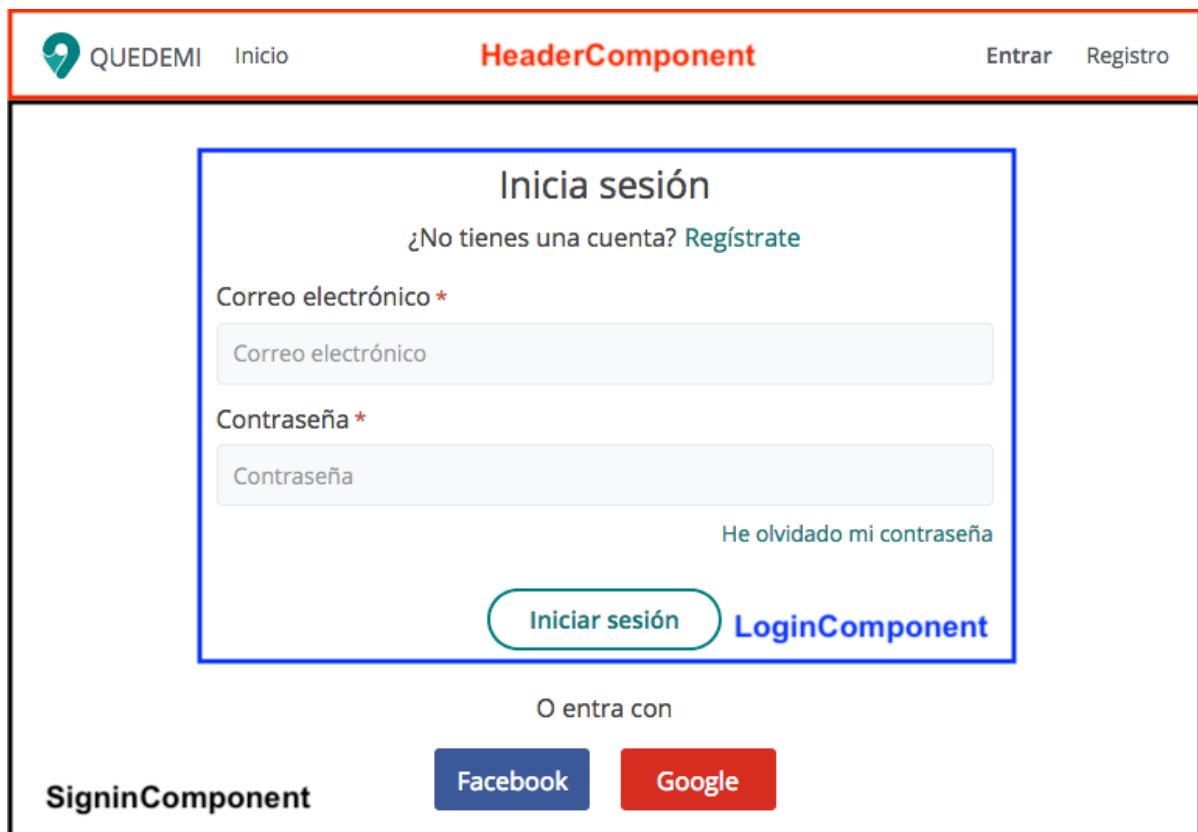 QUEDEMI Inicio HeaderComponent Entrar Registro
Inicia sesión
¿No tienes una cuenta? Regístrate
Correo electrónico *
Correo electrónico
Contraseña *
Contraseña
He olvidado mi contraseña
Iniciar sesión LoginComponent
O entra con
Facebook Google
SigninComponent